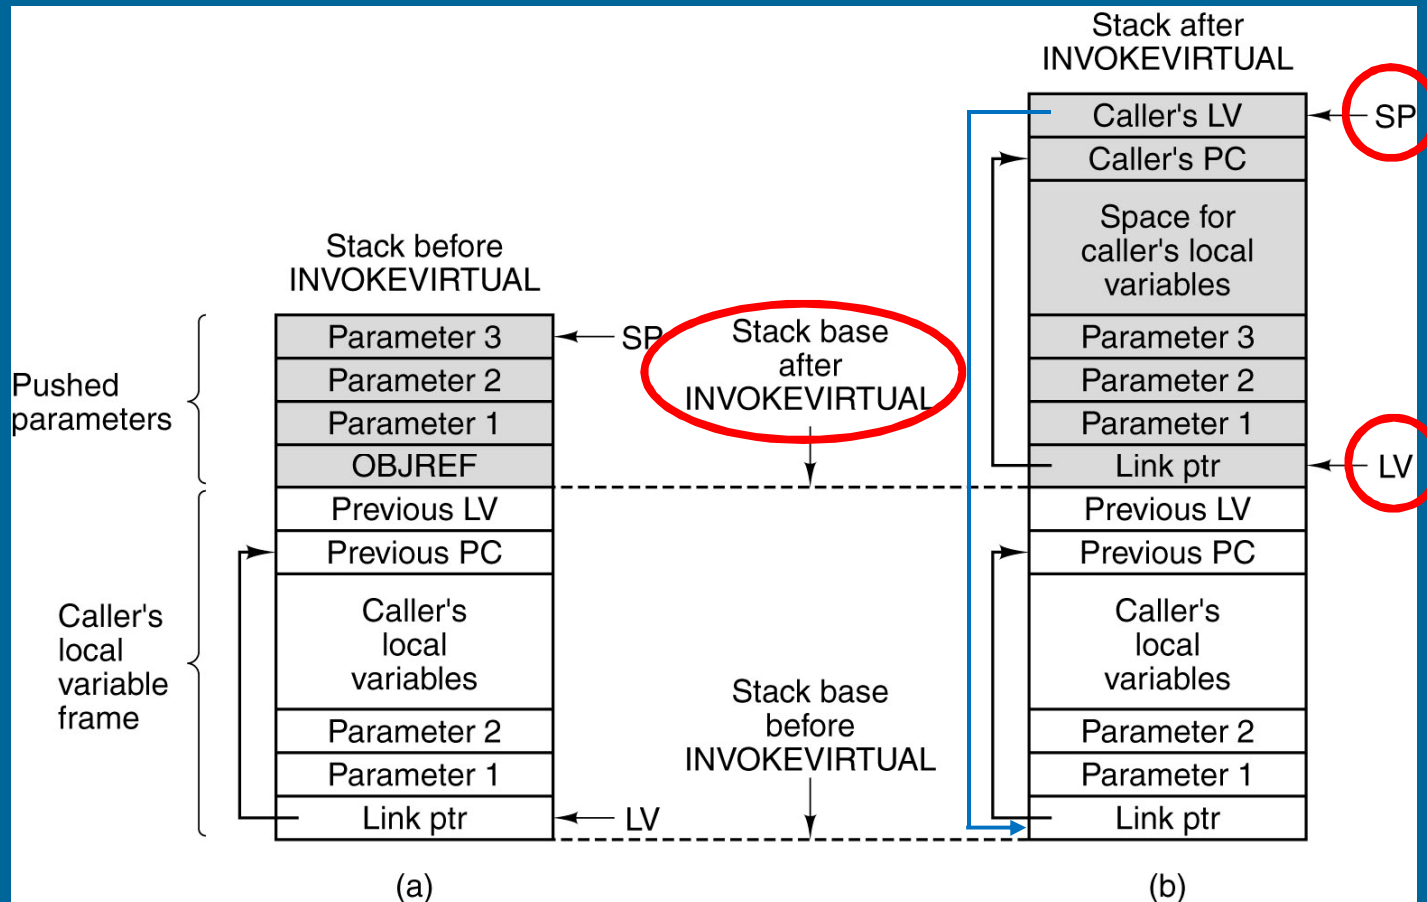 Stack after
INVOKEVIRTUAL
Caller's LV
SP
Caller's PC
Space for
caller's local
variables
Stack before
INVOKEVIRTUAL
Parameter 3
SP
Stack base
after
INVOKEVIRTUAL
Parameter 3
Pushed
parameters
Parameter 2
Parameter 2
Parameter 1
Parameter 1
OBJREF
Link ptr
LV
Previous LV
Previous LV
Previous PC
Previous PC
Caller's
local
variable
frame
Caller's
local
variables
Caller's
local
variables
Stack base
before
INVOKEVIRTUAL
Parameter 2
Parameter 2
Parameter 1
Parameter 1
Link ptr
LV
Link ptr
(a)
(b)